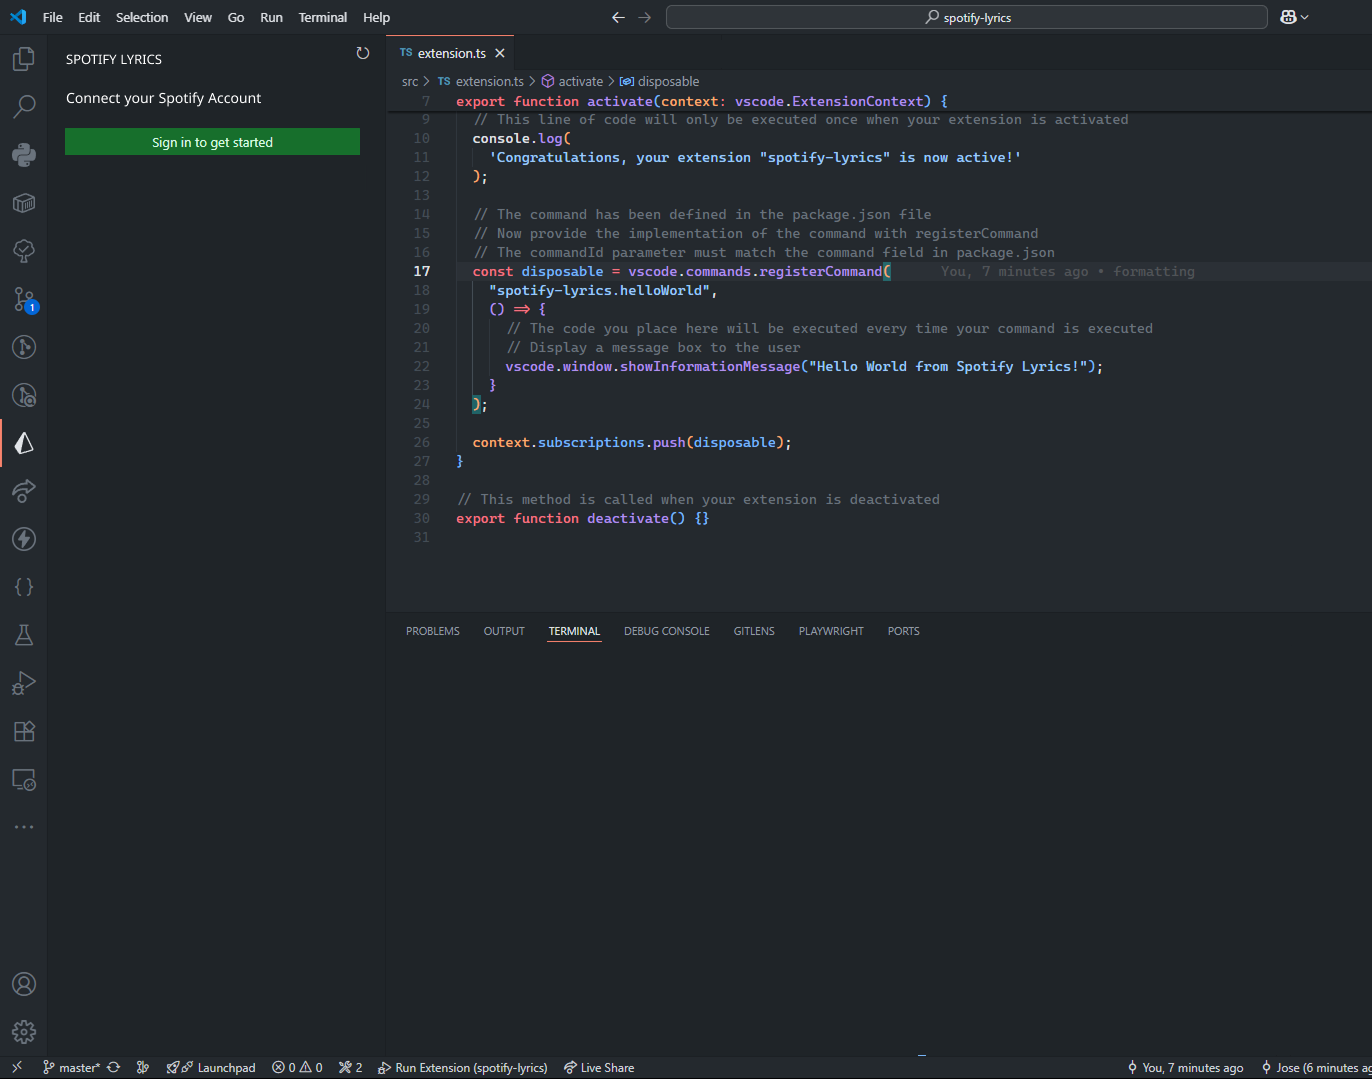 File Edit Selection View Go Run Terminal Help
spotify-lyrics
SPOTIFY LYRICS
Connect your Spotify Account
Sign in to get started
1
TS extension.ts
src > TS extension.ts > activate > disposable
7 export function activate(context: vscode.ExtensionContext) {
9 // This line of code will only be executed once when your extension is activated
10 console.log(
11 'Congratulations, your extension "spotify-lyrics" is now active!'
12 );
13
14 // The command has been defined in the package.json file
15 // Now provide the implementation of the command with registerCommand
16 // The commandId parameter must match the command field in package.json
17 const disposable = vscode.commands.registerCommand( You, 7 minutes ago • formatting
18 "spotify-lyrics.helloWorld",
19 () => {
20 // The code you place here will be executed every time your command is executed
21 // Display a message box to the user
22 vscode.window.showInformationMessage("Hello World from Spotify Lyrics!");
23 }
24 );
25
26 context.subscriptions.push(disposable);
27 }
28
29 // This method is called when your extension is deactivated
30 export function deactivate() {}
31
PROBLEMS OUTPUT TERMINAL DEBUG CONSOLE GITLENS PLAYWRIGHT PORTS
master* Launchpad 0 0 2 Run Extension (spotify-lyrics) Live Share You, 7 minutes ago Jose (6 minutes